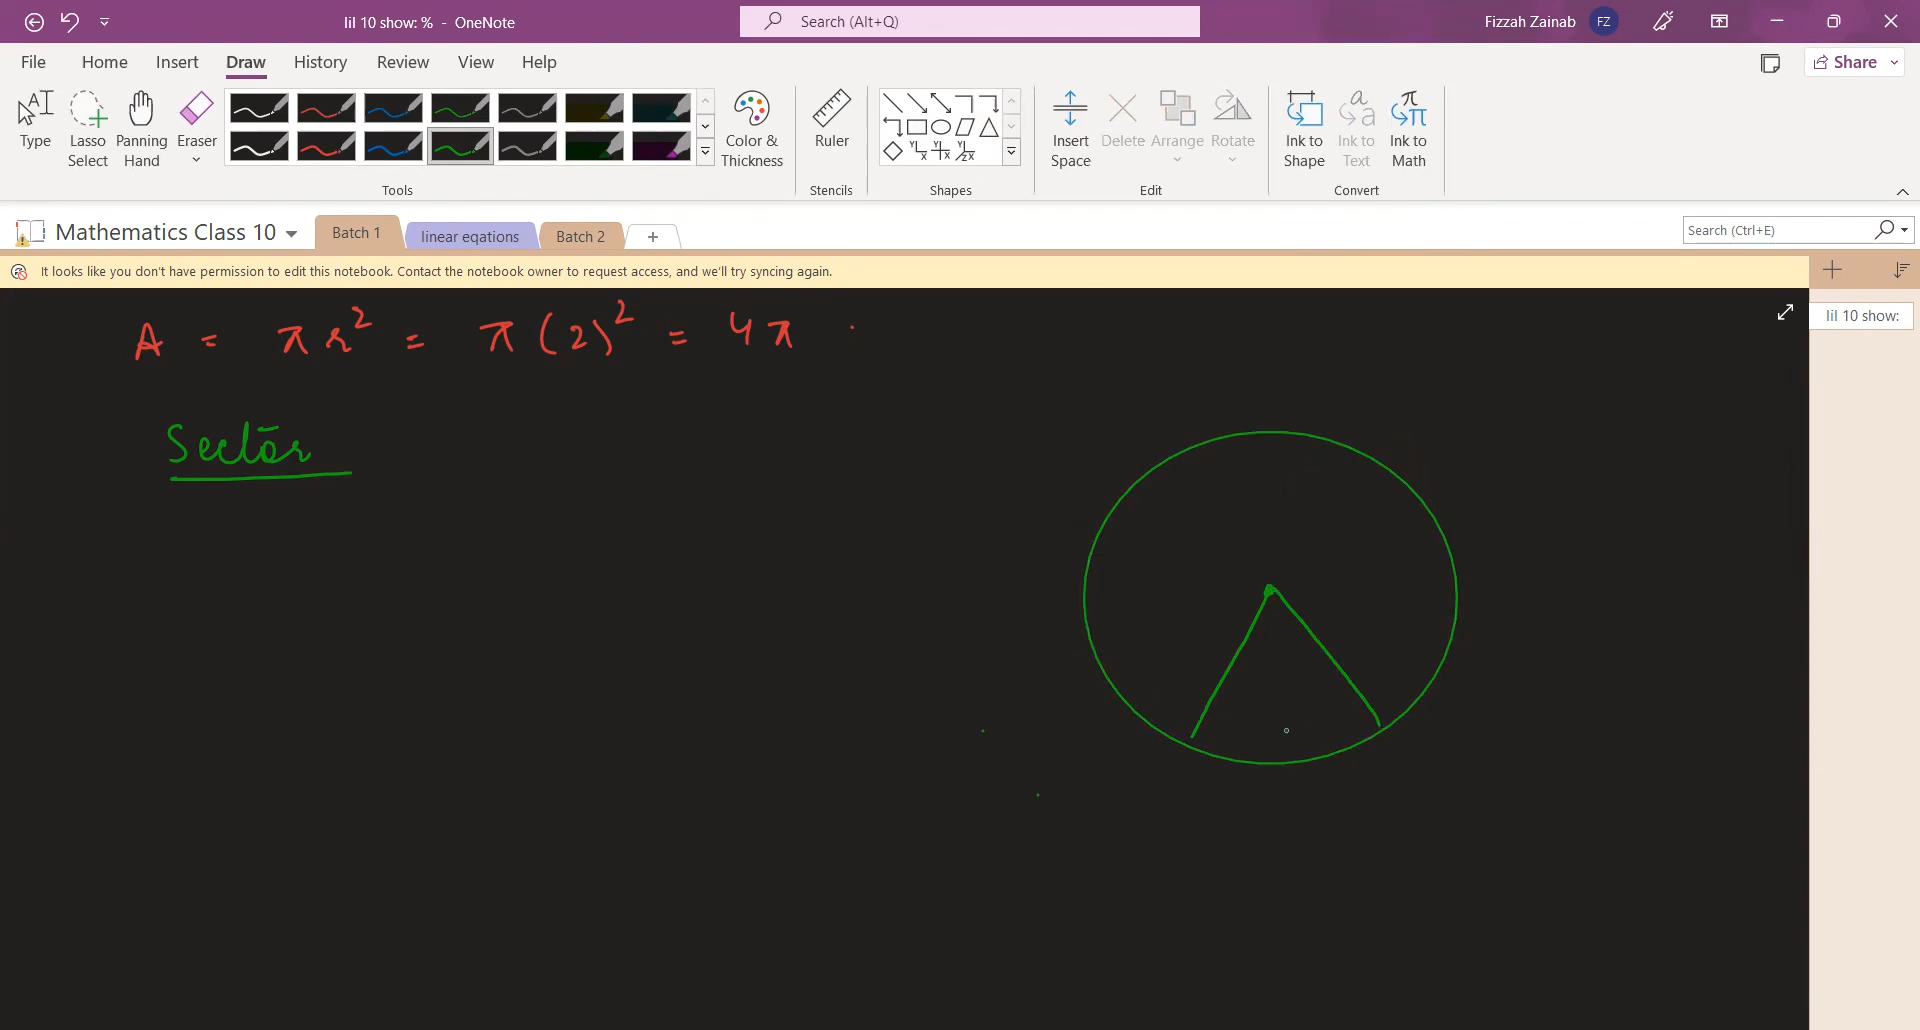 lil 10 show: % - OneNote
Search (Alt+Q)
Fizzah Zainab FZ
File Home Insert Draw History Review View Help
Share
Type
Lasso Select
Panning Hand
Eraser
Color & Thickness
Ruler
Insert Space
Delete
Arrange
Rotate
Ink to Shape
Ink to Text
Ink to Math
Tools Stencils Shapes Edit Convert
Mathematics Class 10
Batch 1
linear eqations
Batch 2
Search (Ctrl+E)
It looks like you don't have permission to edit this notebook. Contact the notebook owner to request access, and we'll try syncing again.
lil 10 show:
A = π r² = π (2)² = 4 π
Sector